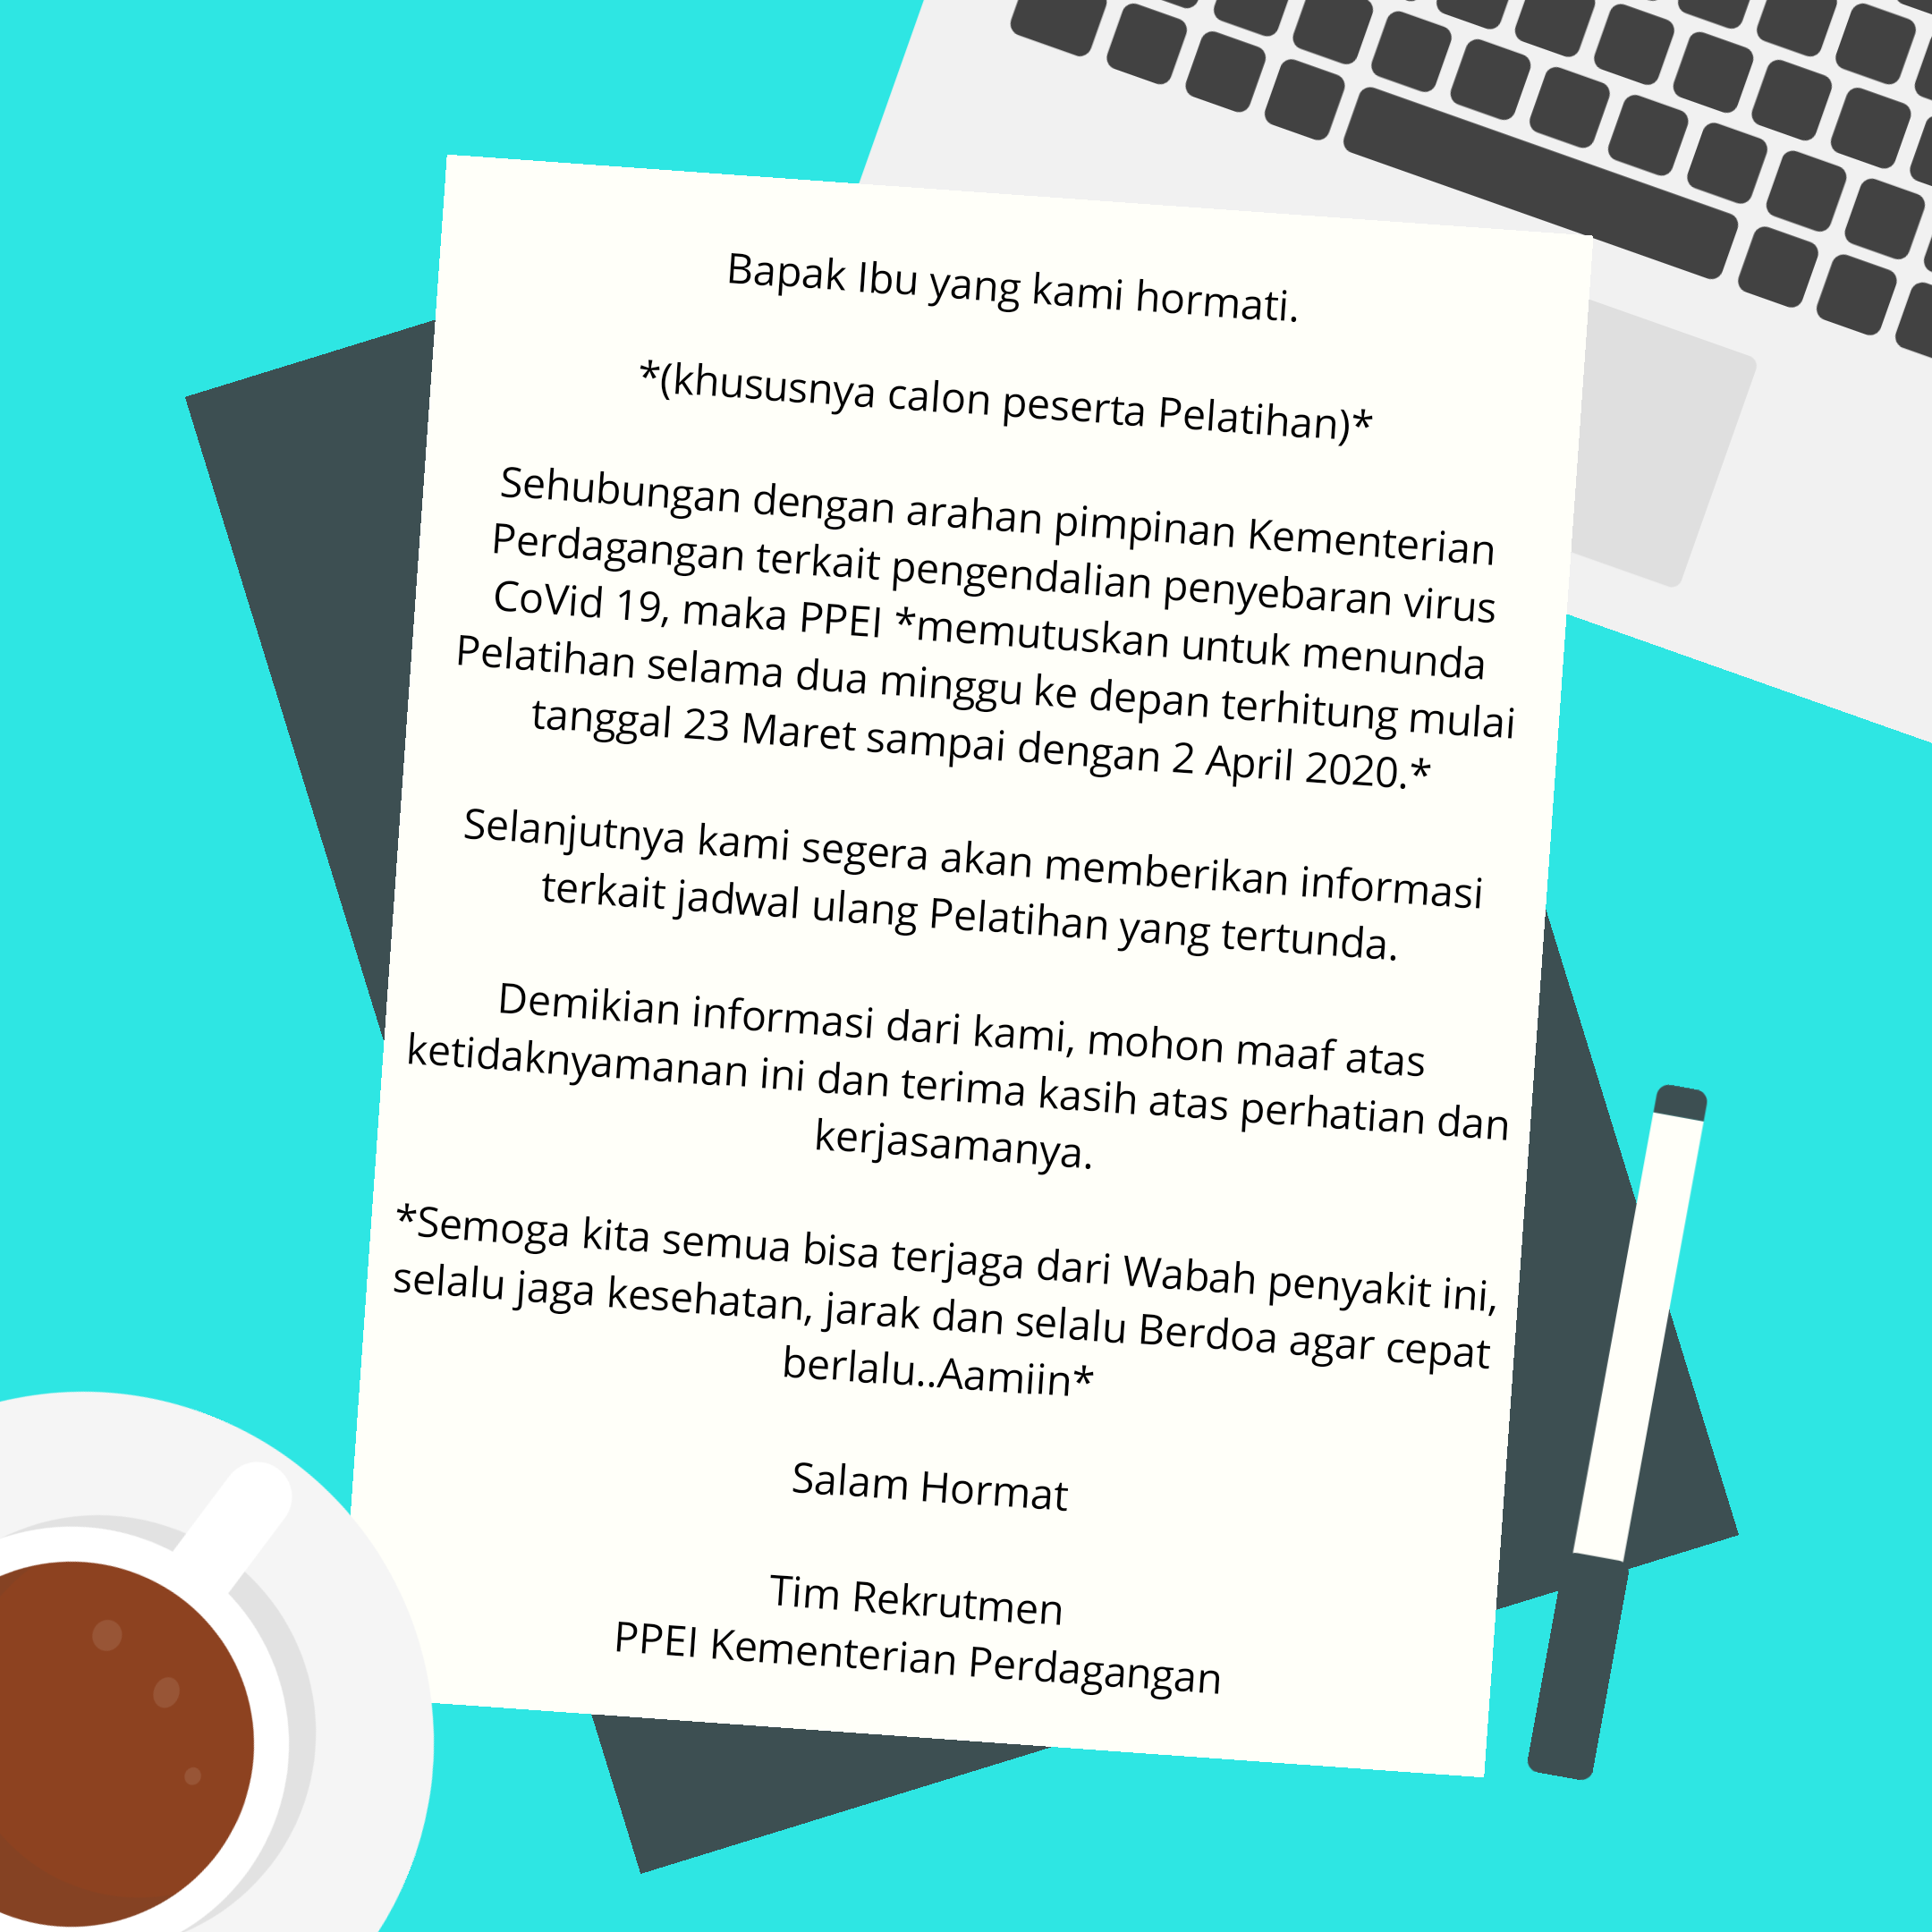 Bapak Ibu yang kami hormati.
*(khususnya calon peserta Pelatihan)*
Sehubungan dengan arahan pimpinan Kementerian
Perdagangan terkait pengendalian penyebaran virus
CoVid 19, maka PPEI *memutuskan untuk menunda
Pelatihan selama dua minggu ke depan terhitung mulai
tanggal 23 Maret sampai dengan 2 April 2020.*
Selanjutnya kami segera akan memberikan informasi
terkait jadwal ulang Pelatihan yang tertunda.
Demikian informasi dari kami, mohon maaf atas
ketidaknyamanan ini dan terima kasih atas perhatian dan
kerjasamanya.
*Semoga kita semua bisa terjaga dari Wabah penyakit ini,
selalu jaga kesehatan, jarak dan selalu Berdoa agar cepat
berlalu..Aamiin*
Salam Hormat
Tim Rekrutmen
PPEI Kementerian Perdagangan